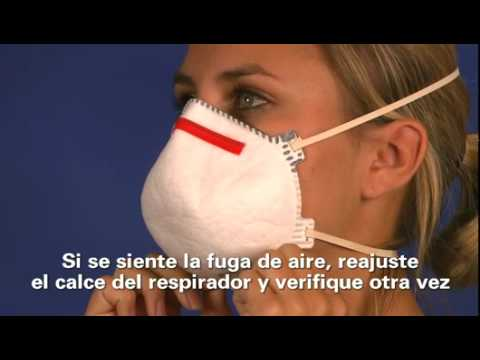 Si se siente la fuga de aire, reajuste
el calce del respirador y verifique otra vez